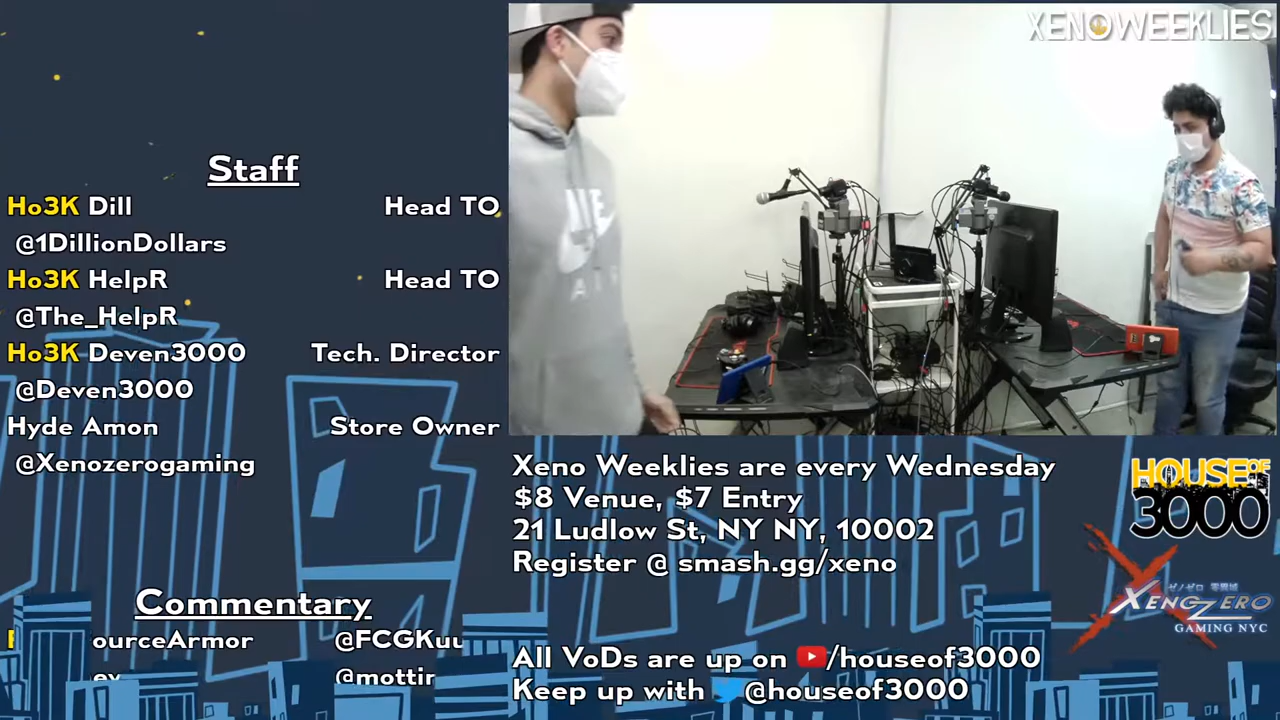 XENOWEEKLIES
Staff
Ho3K Dill Head TO
@1DillionDollars
Ho3K HelpR Head TO
@The_HelpR
Ho3K Deven3000 Tech. Director
@Deven3000
Hyde Amon Store Owner
@Xenozerogaming
Commentary
ourceArmor @FCGKuu
@mottir
NIKE
AIR
Xeno Weeklies are every Wednesday
$8 Venue, $7 Entry
21 Ludlow St, NY NY, 10002
Register @ smash.gg/xeno
All VoDs are up on /houseof3000
Keep up with @houseof3000
HOUSE OF
3000
XENOZERO
GAMING NYC